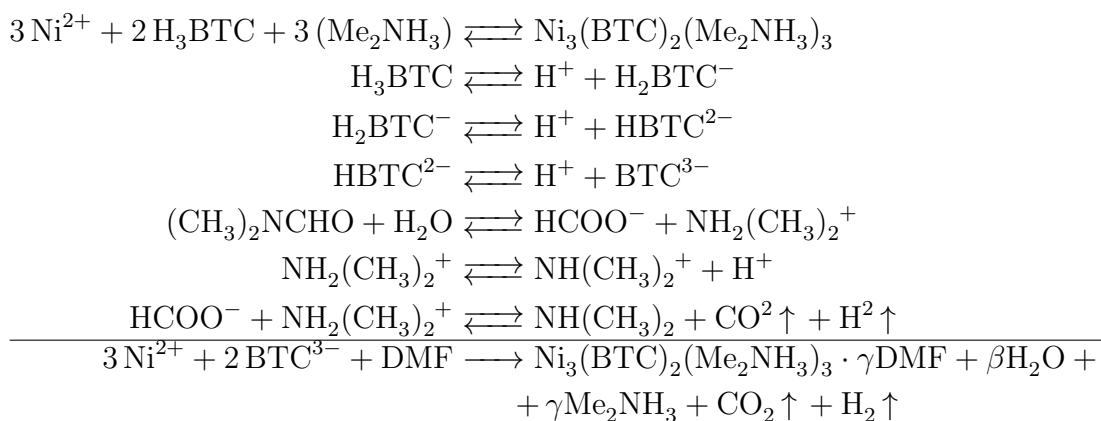 3 Ni²⁺ + 2 H₃BTC + 3 (Me₂NH₃) ⇌ Ni₃(BTC)₂(Me₂NH₃)₃
H₃BTC ⇌ H⁺ + H₂BTC⁻
H₂BTC⁻ ⇌ H⁺ + HBTC²⁻
HBTC²⁻ ⇌ H⁺ + BTC³⁻
(CH₃)₂NCHO + H₂O ⇌ HCOO⁻ + NH₂(CH₃)₂⁺
NH₂(CH₃)₂⁺ ⇌ NH(CH₃)₂⁺ + H⁺
HCOO⁻ + NH₂(CH₃)₂⁺ ⇌ NH(CH₃)₂ + CO² ↑ + H² ↑
3 Ni²⁺ + 2 BTC³⁻ + DMF ⟶ Ni₃(BTC)₂(Me₂NH₃)₃ · γDMF + βH₂O +
+ γMe₂NH₃ + CO₂ ↑ + H₂ ↑